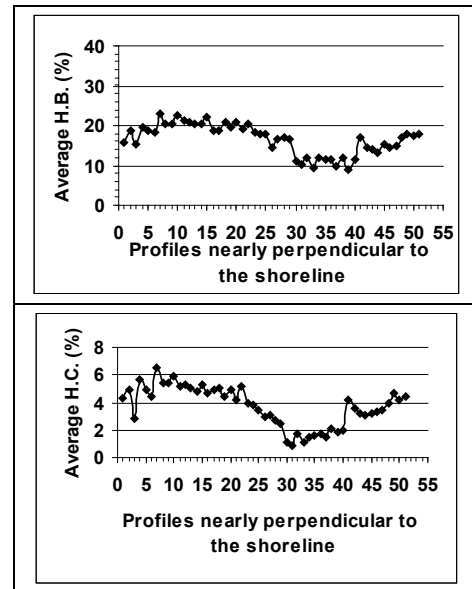 40
30
20
10
0
Average H.B. (%)
0 5 10 15 20 25 30 35 40 45 50 55
Profiles nearly perpendicular to
the shoreline
8
6
4
2
0
Average H.C. (%)
0 5 10 15 20 25 30 35 40 45 50 55
Profiles nearly perpendicular to
the shoreline